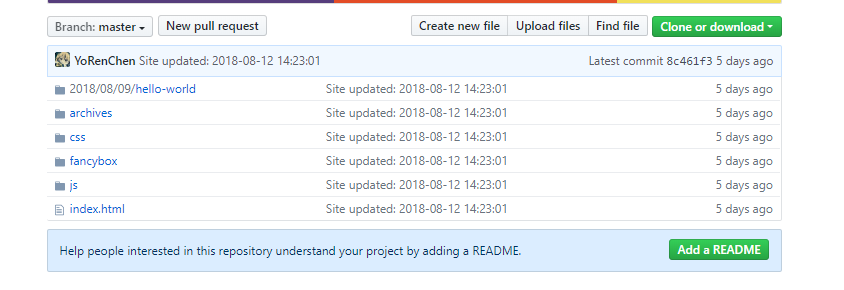 Branch: master New pull request Create new file Upload files Find file Clone or download
YoRenChen Site updated: 2018-08-12 14:23:01 Latest commit 8c461f3 5 days ago
2018/08/09/hello-world Site updated: 2018-08-12 14:23:01 5 days ago
archives Site updated: 2018-08-12 14:23:01 5 days ago
css Site updated: 2018-08-12 14:23:01 5 days ago
fancybox Site updated: 2018-08-12 14:23:01 5 days ago
js Site updated: 2018-08-12 14:23:01 5 days ago
index.html Site updated: 2018-08-12 14:23:01 5 days ago
Help people interested in this repository understand your project by adding a README. Add a README